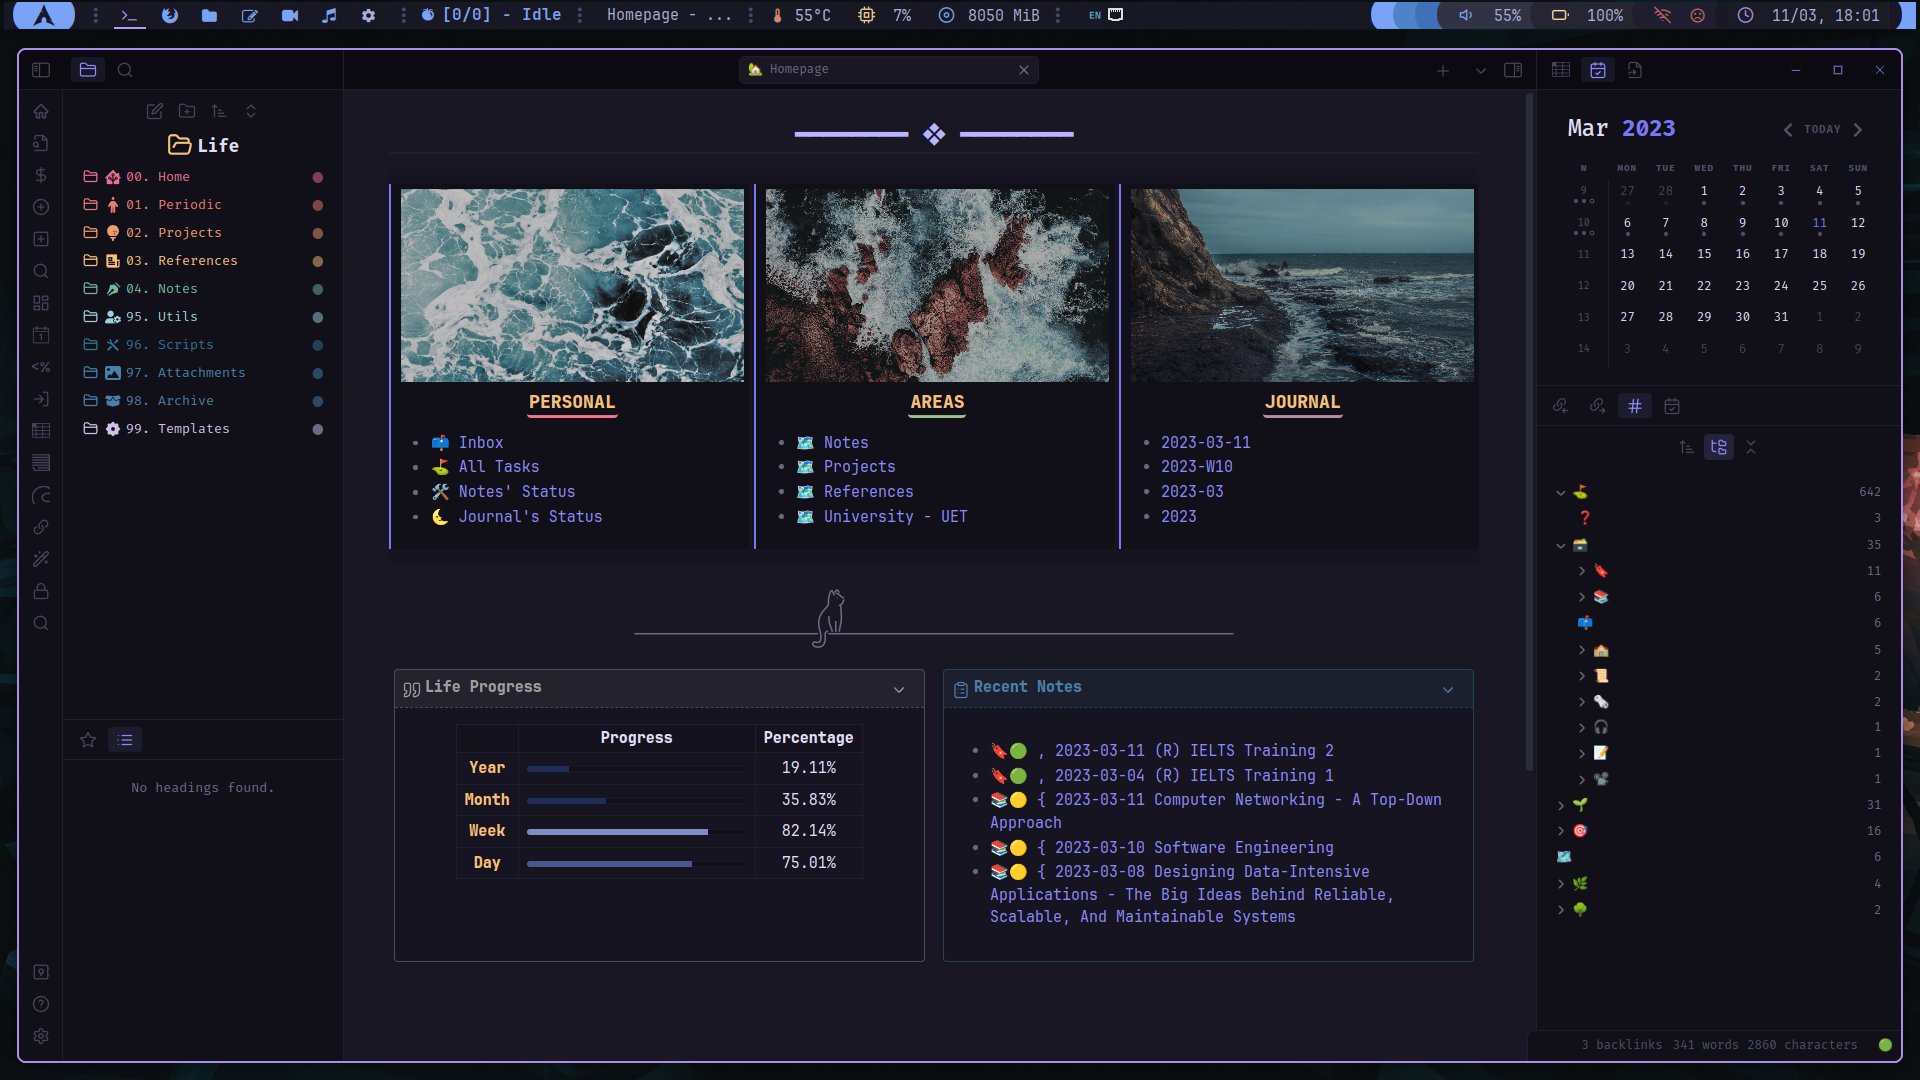 [0/0] - Idle
Homepage - ...
55°C
7%
8050 MiB
EN
55%
100%
11/03, 18:01
Homepage
Life
00. Home
01. Periodic
02. Projects
03. References
04. Notes
95. Utils
96. Scripts
97. Attachments
98. Archive
99. Templates
No headings found.
PERSONAL
Inbox
All Tasks
Notes' Status
Journal's Status
AREAS
Notes
Projects
References
University - UET
JOURNAL
2023-03-11
2023-W10
2023-03
2023
Life Progress
Progress Percentage
Year 19.11%
Month 35.83%
Week 82.14%
Day 75.01%
Recent Notes
, 2023-03-11 (R) IELTS Training 2
, 2023-03-04 (R) IELTS Training 1
{ 2023-03-11 Computer Networking - A Top-Down
Approach
{ 2023-03-10 Software Engineering
{ 2023-03-08 Designing Data-Intensive
Applications - The Big Ideas Behind Reliable,
Scalable, And Maintainable Systems
Mar 2023
TODAY
W MON TUE WED THU FRI SAT SUN
9 27 28 1 2 3 4 5
10 6 7 8 9 10 11 12
11 13 14 15 16 17 18 19
12 20 21 22 23 24 25 26
13 27 28 29 30 31 1 2
14 3 4 5 6 7 8 9
642
3
35
11
6
6
5
2
2
1
1
1
31
16
6
4
2
3 backlinks 341 words 2860 characters